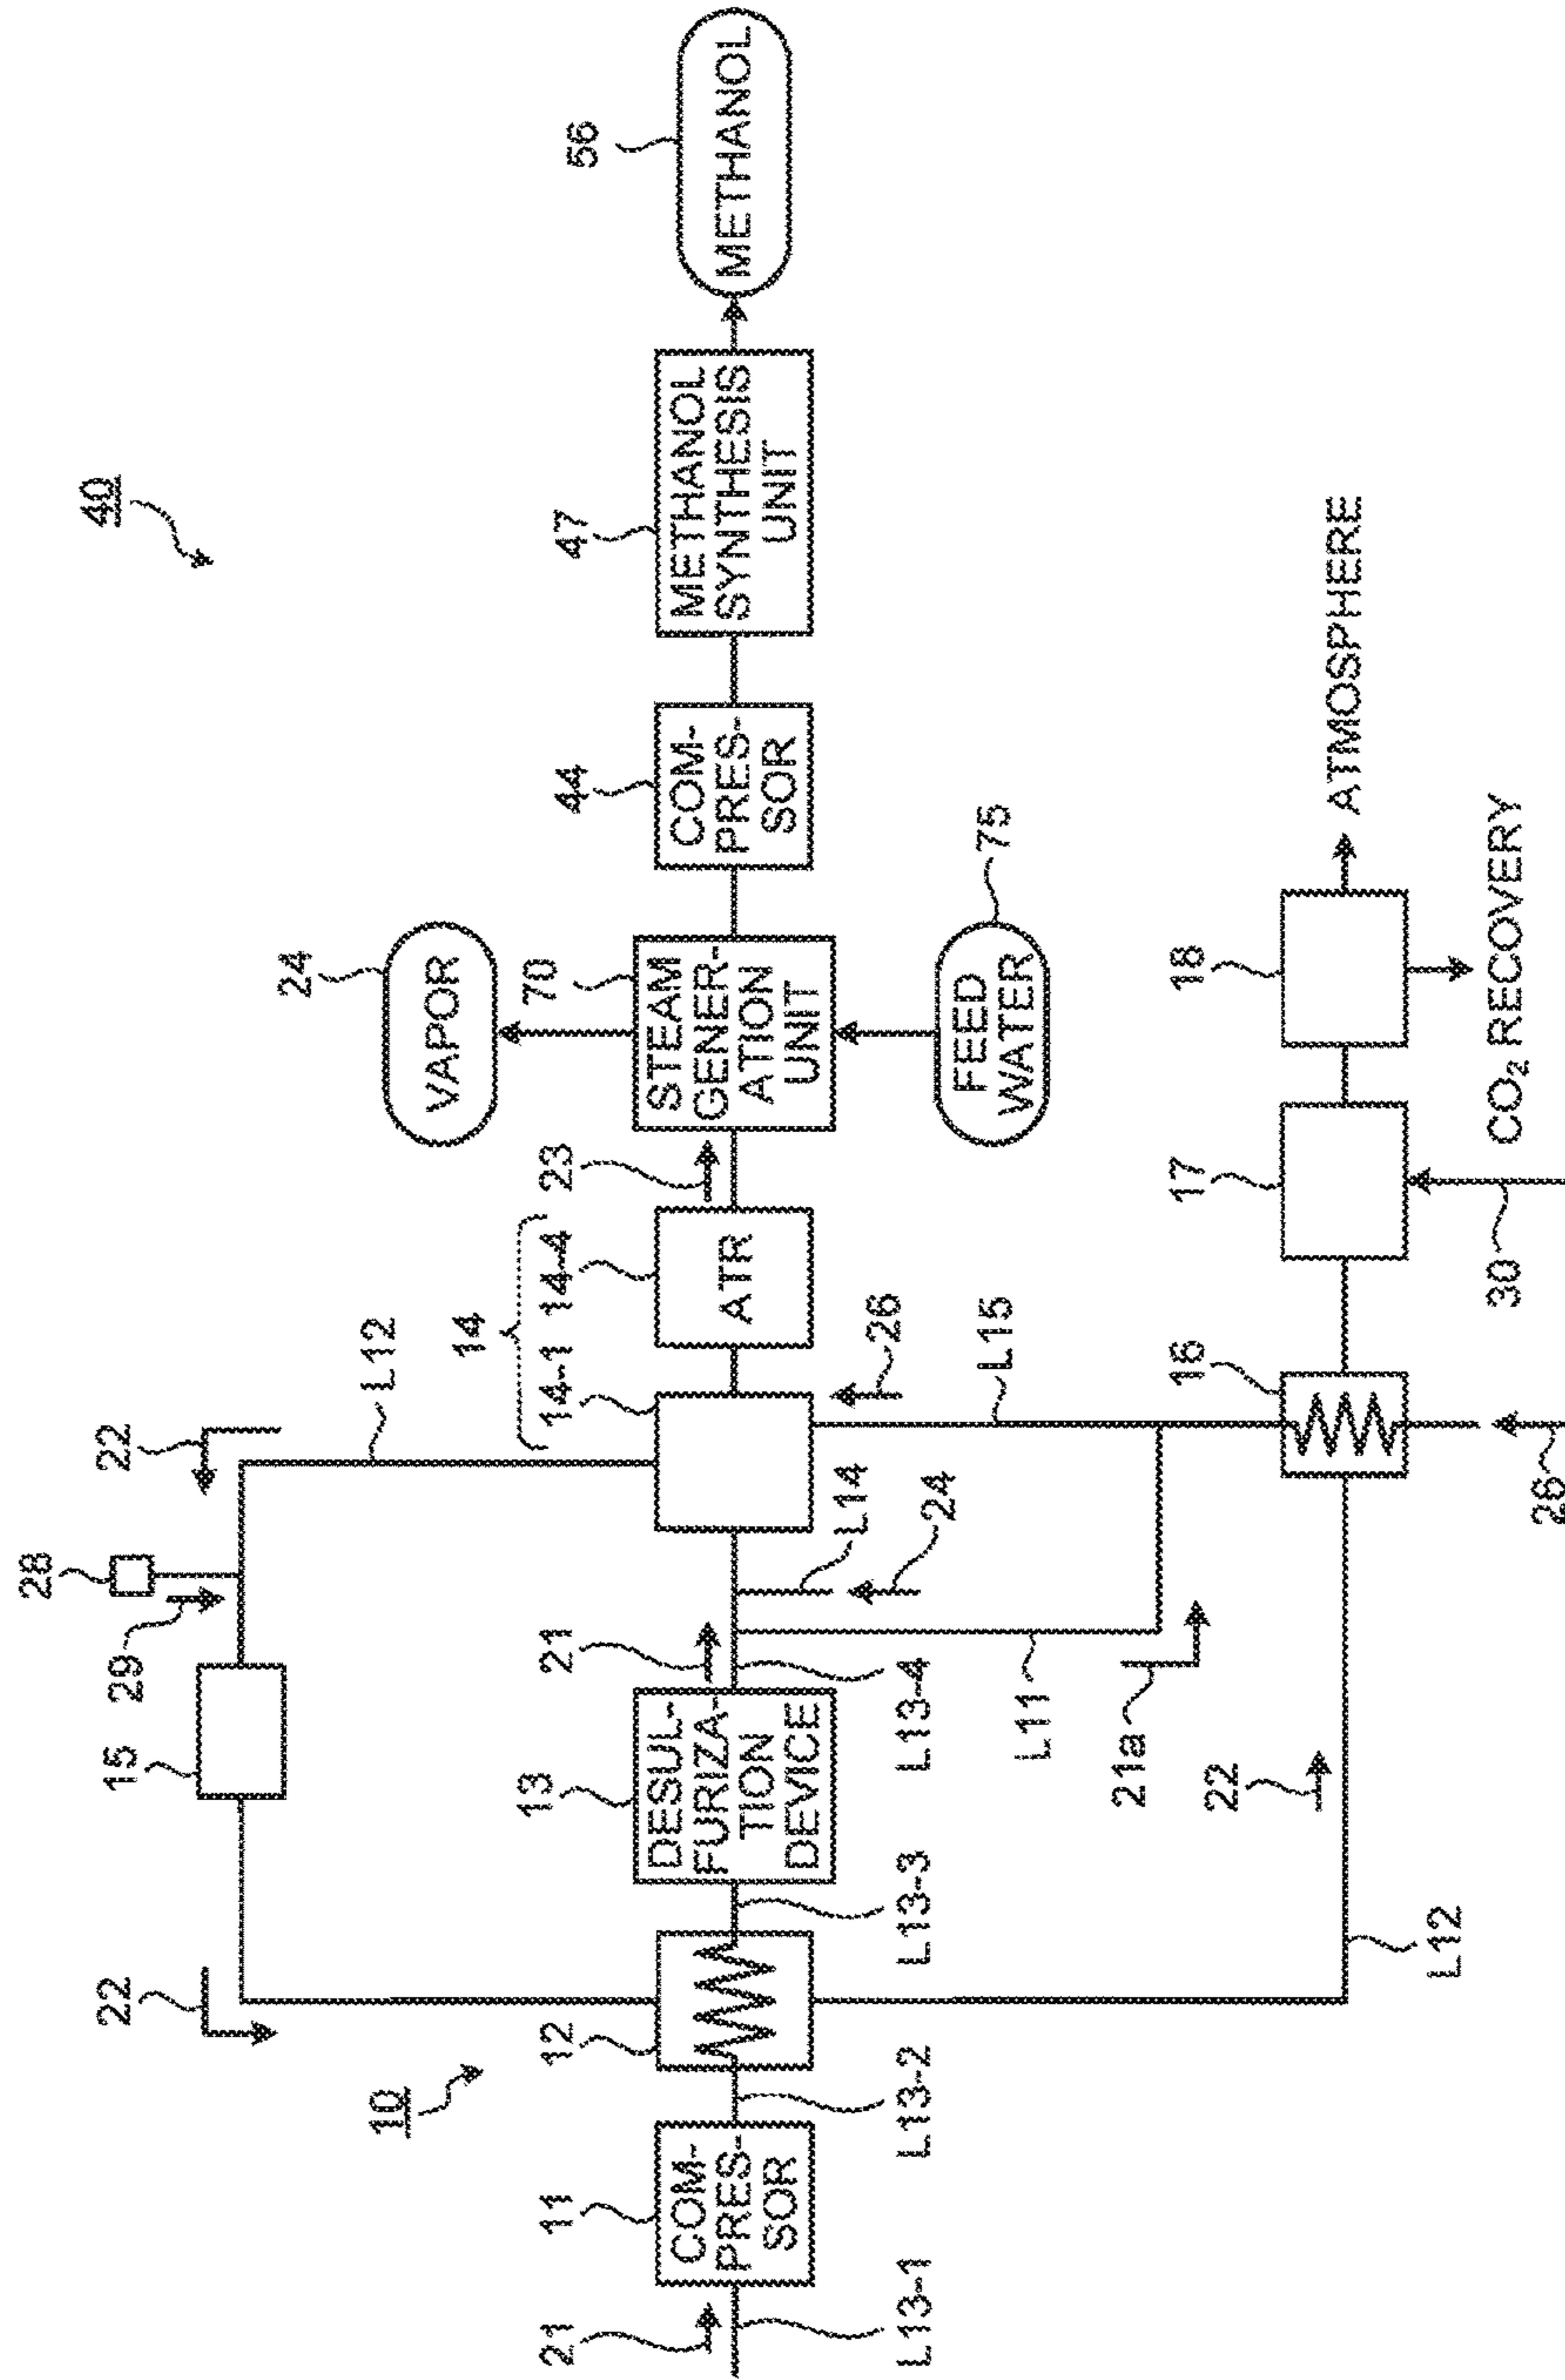 40
10
28
29
22
22
15
L12
24
VAPOR
14
21
11
COM-
PRES-
SOR
L13-1
L13-2
12
L13-3
13
DESUL-
FURIZA-
TION
DEVICE
L13-4
21
L14
24
14-1
14-4
ATR
26
23
70
STEAM
GENER-
ATION
UNIT
FEED
WATER
75
44
COM-
PRES-
SOR
47
METHANOL
SYNTHESIS
UNIT
56
METHANOL
L11
21a
L15
22
L12
16
26
17
30
18
ATMOSPHERE
CO2 RECOVERY